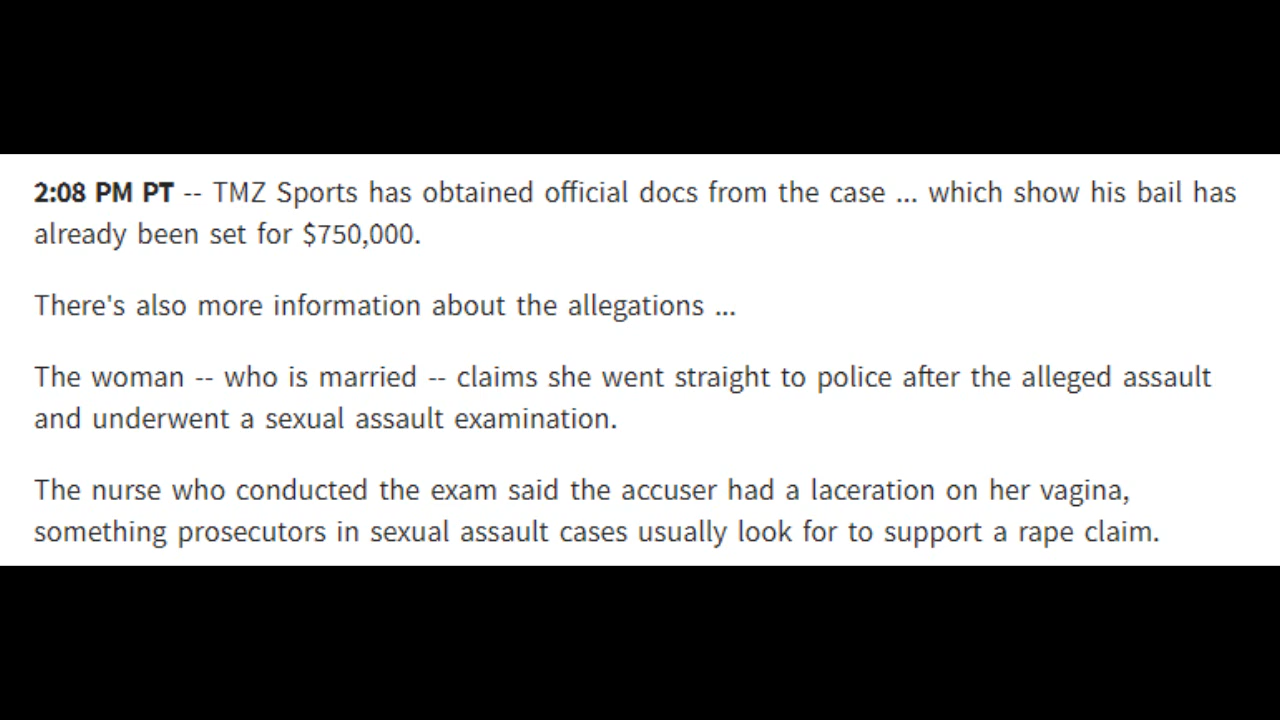 2:08 PM PT -- TMZ Sports has obtained official docs from the case ... which show his bail has
already been set for $750,000.
There's also more information about the allegations ...
The woman -- who is married -- claims she went straight to police after the alleged assault
and underwent a sexual assault examination.
The nurse who conducted the exam said the accuser had a laceration on her vagina,
something prosecutors in sexual assault cases usually look for to support a rape claim.